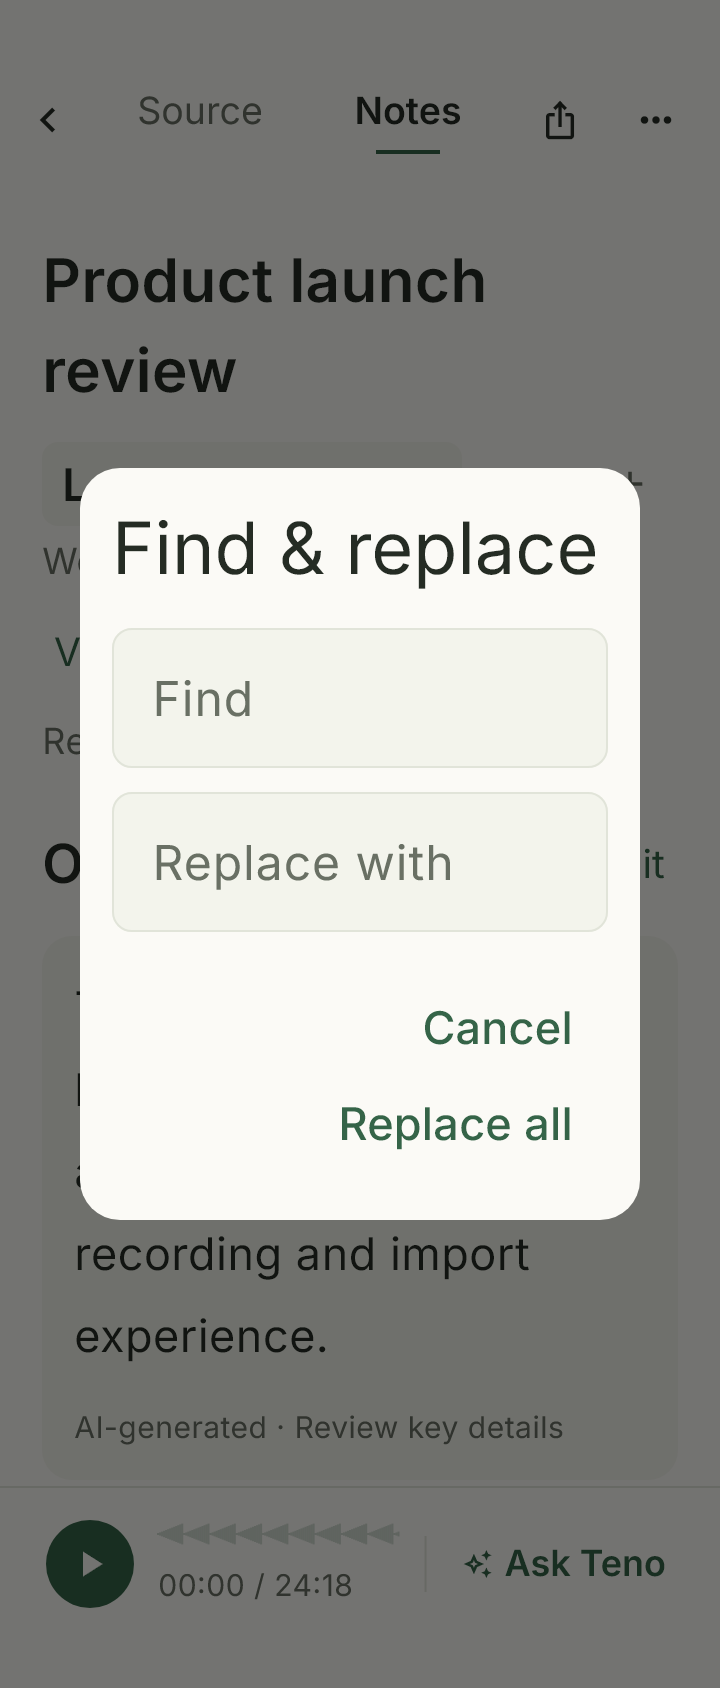 Source Notes
Product launch
review
Find & replace
Find
Replace with
Cancel
Replace all
recording and import
experience.
AI-generated · Review key details
00:00 / 24:18
Ask Teno